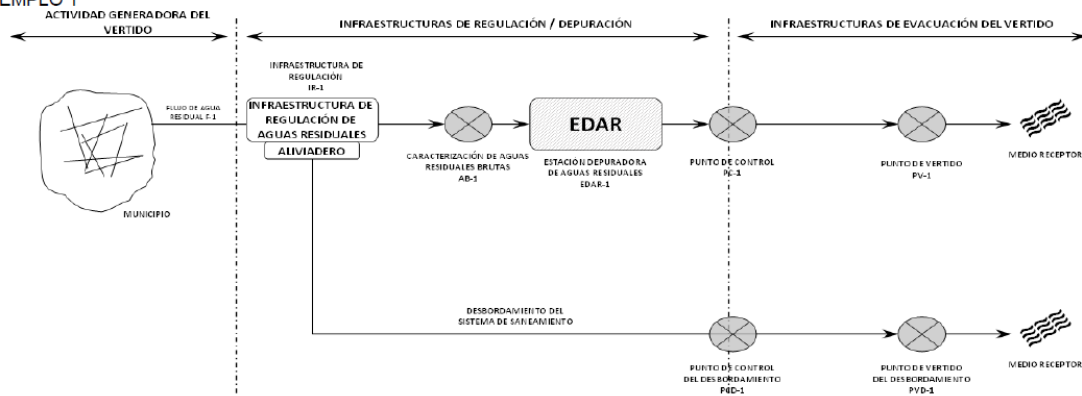 EMPLO 1
ACTIVIDAD GENERADORA DEL
VERTIDO
INFRAESTRUCTURAS DE REGULACIÓN / DEPURACIÓN
INFRAESTRUCTURAS DE EVACUACIÓN DEL VERTIDO
INFRAESTRUCTURA DE
REGULACIÓN
IR-1
FLUJO DE AGUA
RESIDUAL F-1
INFRAESTRUCTURA DE
REGULACIÓN DE
AGUAS RESIDUALES
ALIVIADERO
CARACTERIZACIÓN DE AGUAS
RESIDUALES BRUTAS
AB-1
EDAR
ESTACIÓN DEPURADORA
DE AGUAS RESIDUALES
EDAR-1
PUNTO DE CONTROL
PC-1
PUNTO DE VERTIDO
PV-1
MEDIO RECEPTOR
MUNICIPIO
DESBORDAMIENTO DEL
SISTEMA DE SANEAMIENTO
PUNTO DE CONTROL
DEL DESBORDAMIENTO
PCD-1
PUNTO DE VERTIDO
DEL DESBORDAMIENTO
PVD-1
MEDIO RECEPTOR